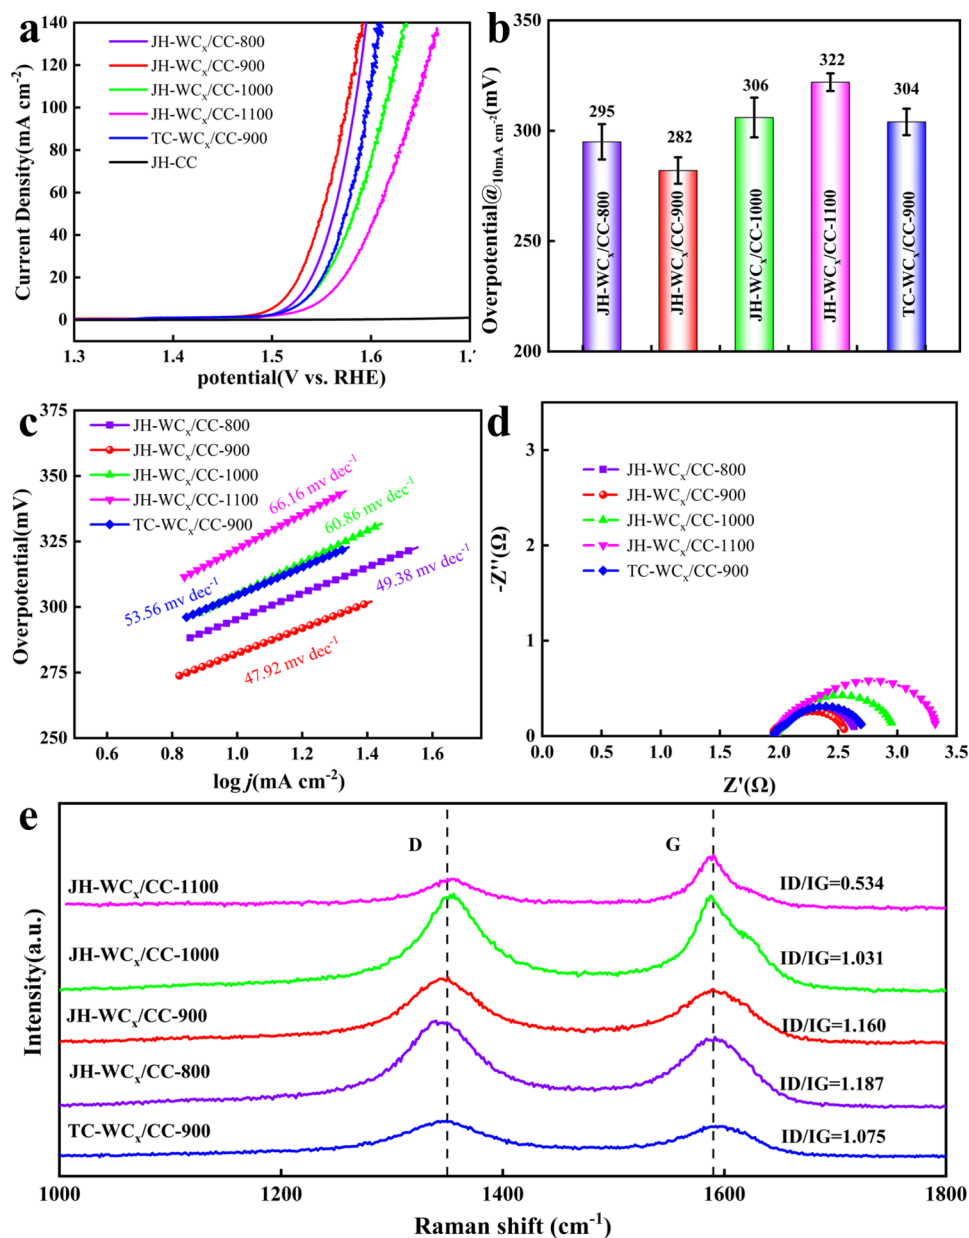 a
Current Density(mA cm⁻²)
140
120
100
80
60
40
20
0
JH-WCₓ/CC-800
JH-WCₓ/CC-900
JH-WCₓ/CC-1000
JH-WCₓ/CC-1100
TC-WCₓ/CC-900
JH-CC
1.3
1.4
1.5
1.6
1.
potential(V vs. RHE)
b
Overpotential@10mA cm⁻²(mV)
350
300
250
200
295
282
306
322
304
JH-WCₓ/CC-800
JH-WCₓ/CC-900
JH-WCₓ/CC-1000
JH-WCₓ/CC-1100
TC-WCₓ/CC-900
c
Overpotential(mV)
375
350
325
300
275
250
JH-WCₓ/CC-800
JH-WCₓ/CC-900
JH-WCₓ/CC-1000
JH-WCₓ/CC-1100
TC-WCₓ/CC-900
66.16 mv dec⁻¹
60.86 mv dec⁻¹
53.56 mv dec⁻¹
49.38 mv dec⁻¹
47.92 mv dec⁻¹
0.6
0.8
1.0
1.2
1.4
1.6
log j(mA cm⁻²)
d
-Z''(Ω)
3
2
1
0
JH-WCₓ/CC-800
JH-WCₓ/CC-900
JH-WCₓ/CC-1000
JH-WCₓ/CC-1100
TC-WCₓ/CC-900
0.0
0.5
1.0
1.5
2.0
2.5
3.0
3.5
Z'(Ω)
e
Intensity(a.u.)
D
G
JH-WCₓ/CC-1100
ID/IG=0.534
JH-WCₓ/CC-1000
ID/IG=1.031
JH-WCₓ/CC-900
ID/IG=1.160
JH-WCₓ/CC-800
ID/IG=1.187
TC-WCₓ/CC-900
ID/IG=1.075
1000
1200
1400
1600
1800
Raman shift (cm⁻¹)